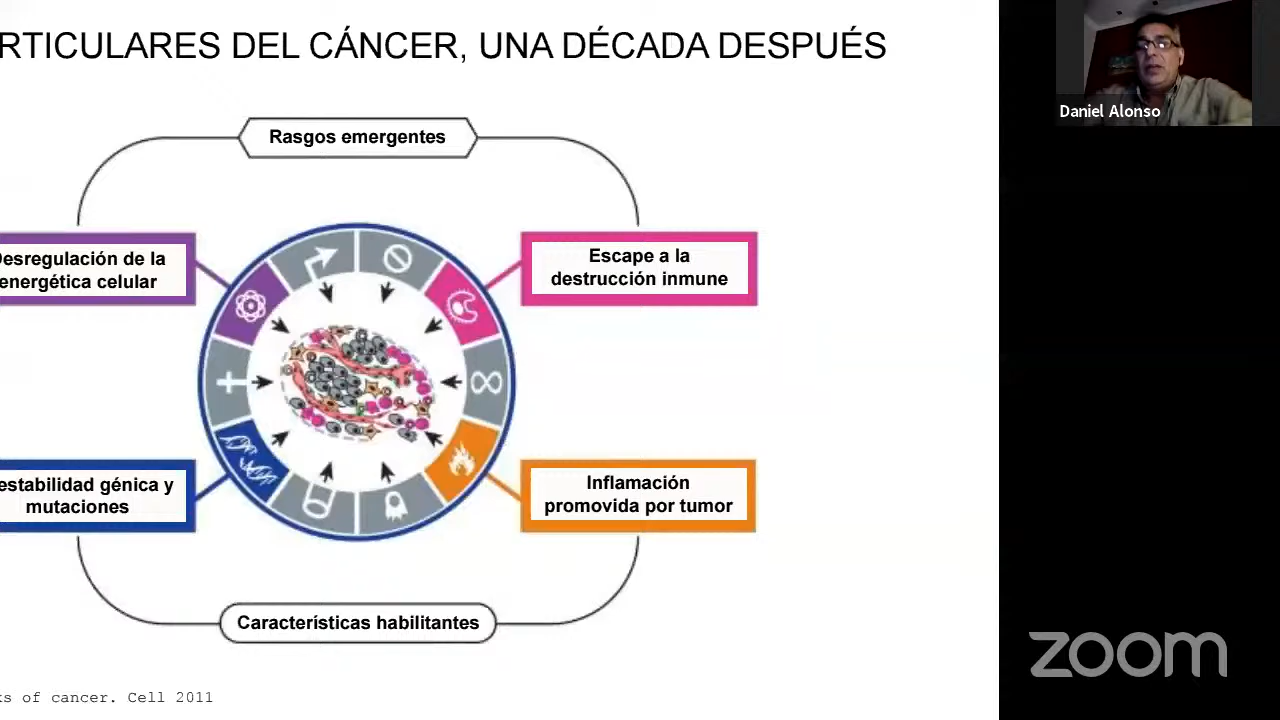 RTICULARES DEL CÁNCER, UNA DÉCADA DESPUÉS
Daniel Alonso
Rasgos emergentes
esregulación de la
energética celular
Escape a la
destrucción inmune
estabilidad génica y
mutaciones
Inflamación
promovida por tumor
Características habilitantes
ks of cancer. Cell 2011
zoom